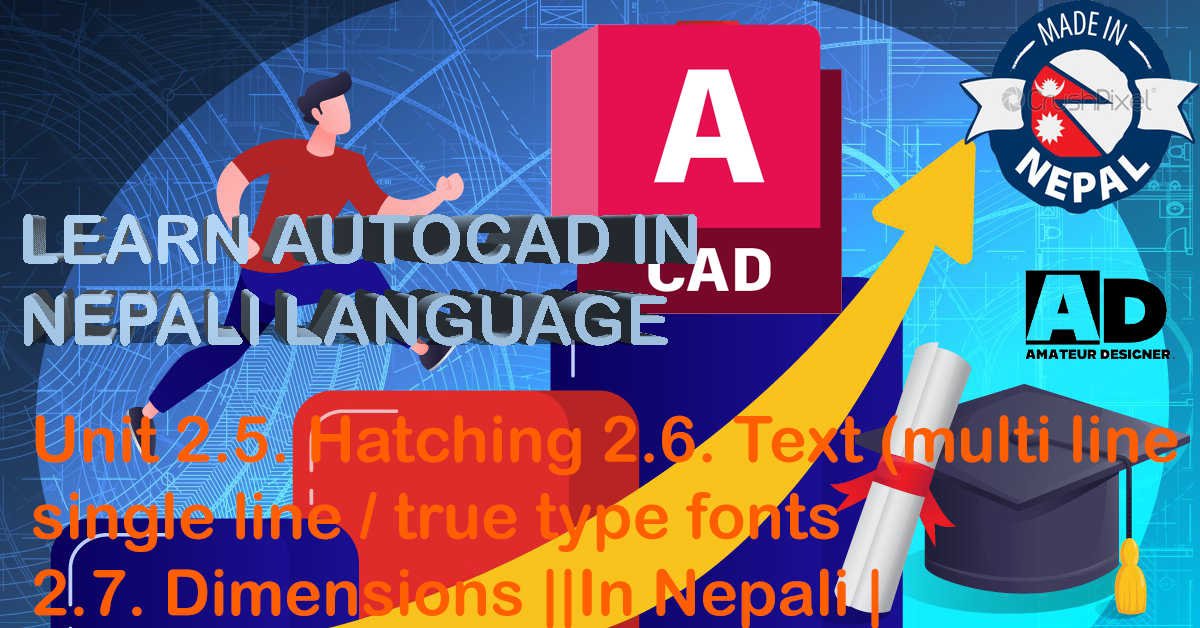 MADE IN
CrushPixel
NEPAL
A
CAD
LEARN AUTOCAD IN
NEPALI LANGUAGE
AD
AMATEUR DESIGNER
Unit 2.5. Hatching 2.6. Text (multi line
single line / true type fonts
2.7. Dimensions ||In Nepali |